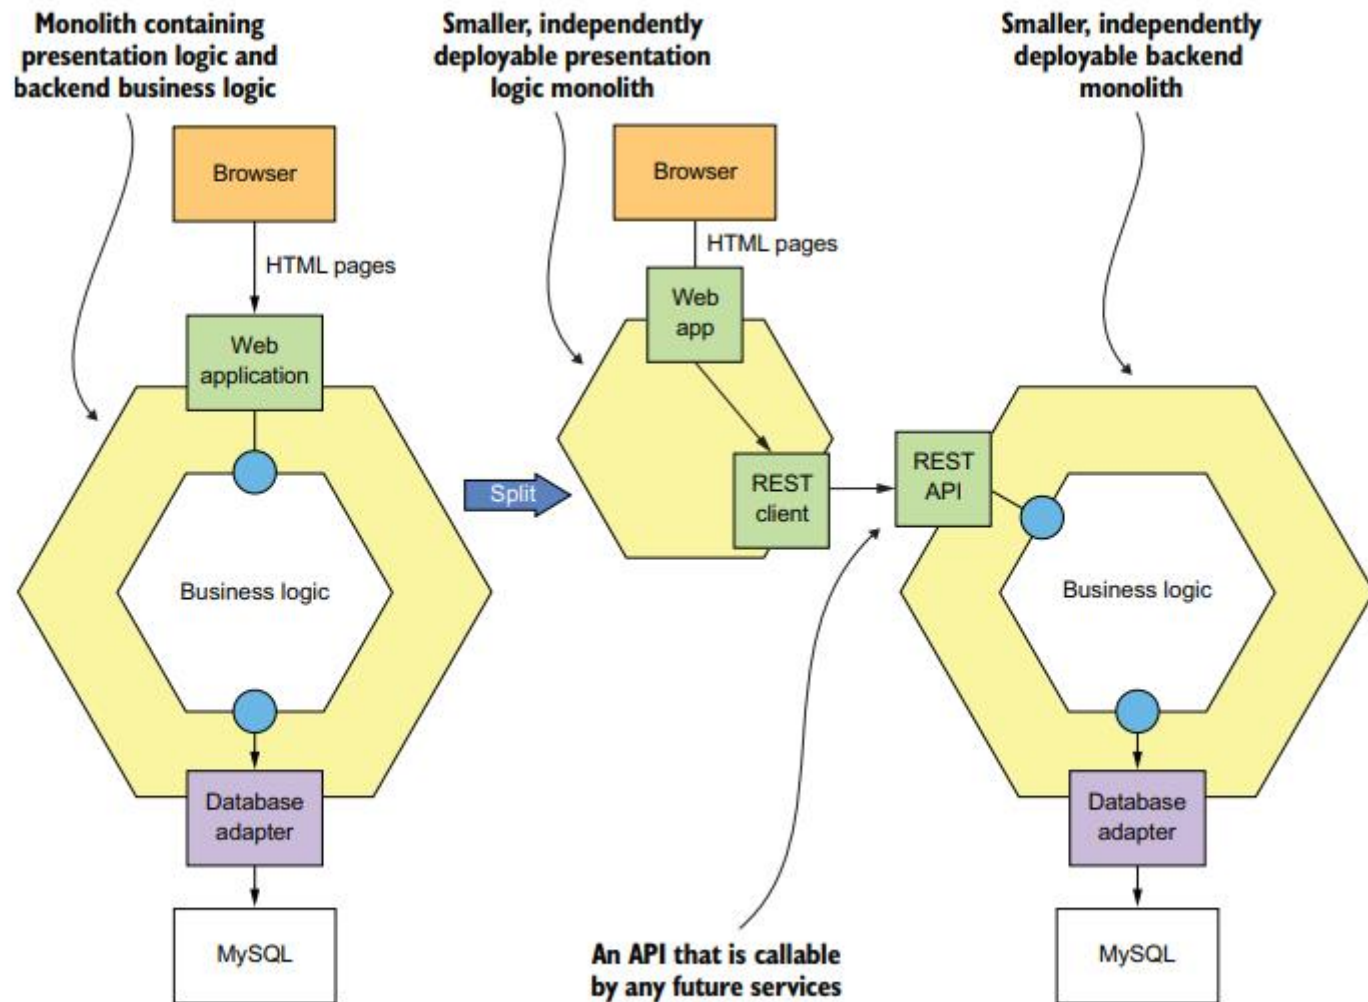 Monolith containing
presentation logic and
backend business logic
Smaller, independently
deployable presentation
logic monolith
Smaller, independently
deployable backend
monolith
Browser
HTML pages
Web
application
Business logic
Database
adapter
MySQL
Split
Browser
HTML pages
Web
app
REST
client
REST
API
Business logic
Database
adapter
MySQL
An API that is callable
by any future services